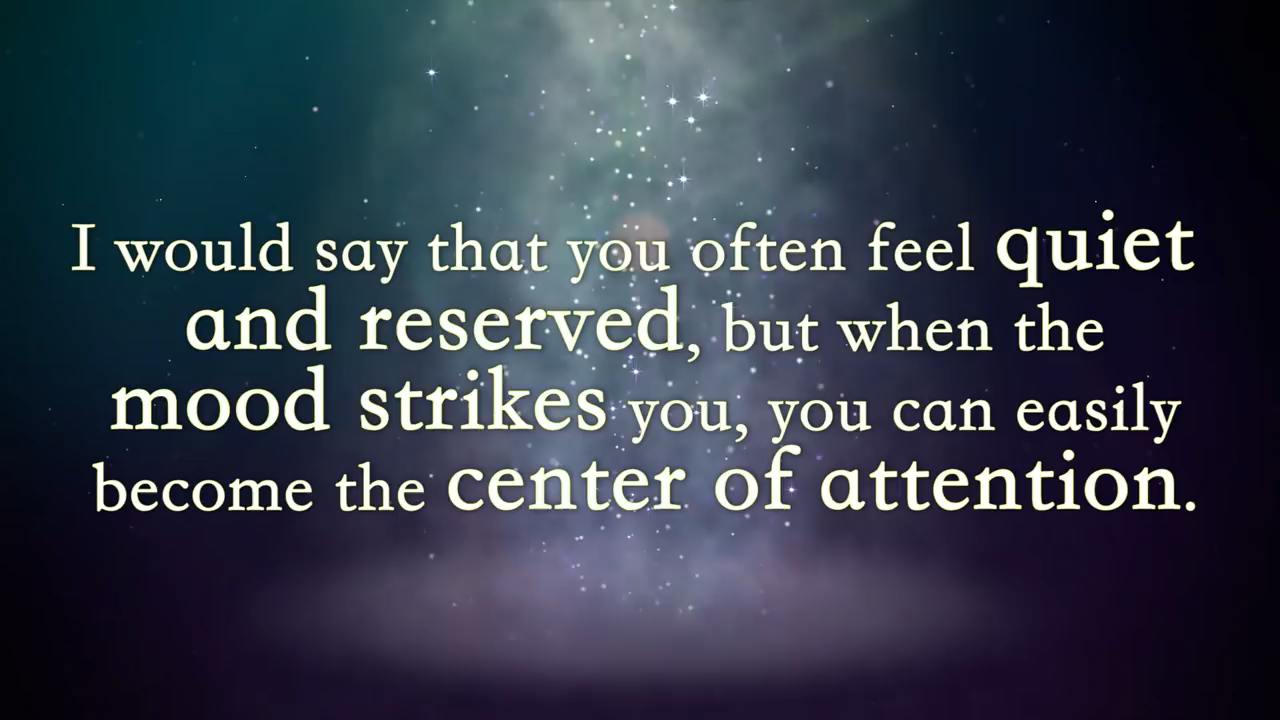 I would say that you often feel quiet
and reserved, but when the
mood strikes you, you can easily
become the center of attention.